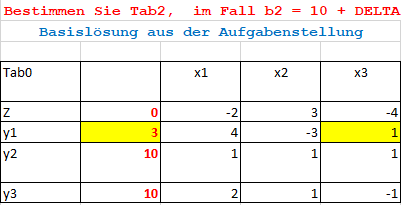 Bestimmen Sie Tab2, im Fall b2 = 10 + DELTA
Basislösung aus der Aufgabenstellung
Tab0 x1 x2 x3
Z 0 -2 3 -4
y1 3 4 -3 1
y2 10 1 1 1
y3 10 2 1 -1